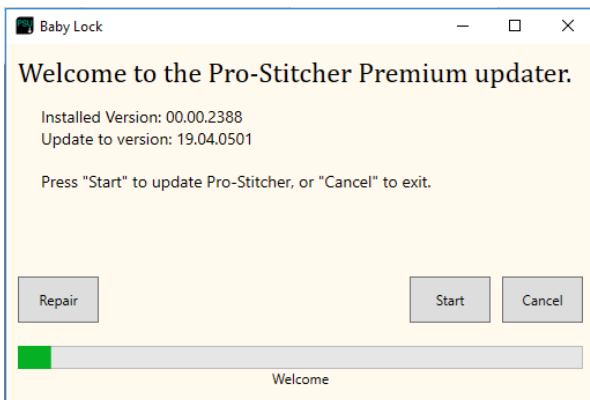 Baby Lock
Welcome to the Pro-Stitcher Premium updater.
Installed Version: 00.00.2388
Update to version: 19.04.0501
Press "Start" to update Pro-Stitcher, or "Cancel" to exit.
Repair
Start
Cancel
Welcome